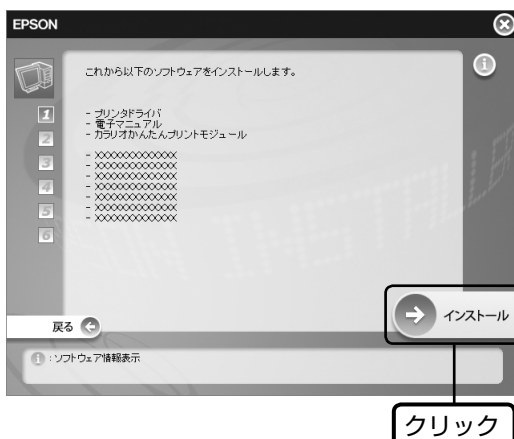 EPSON
これから以下のソフトウェアをインストールします。
1
- プリンタドライバ
- 電子マニュアル
- カラリオかんたんプリントモジュール
2
3
4
5
6
- XXXXXXXXXXXX
- XXXXXXXXXXXX
- XXXXXXXXXXXX
- XXXXXXXXXXXX
- XXXXXXXXXXXX
- XXXXXXXXXXXX
- XXXXXXXXXXXX
インストール
戻る
i : ソフトウェア情報表示
クリック